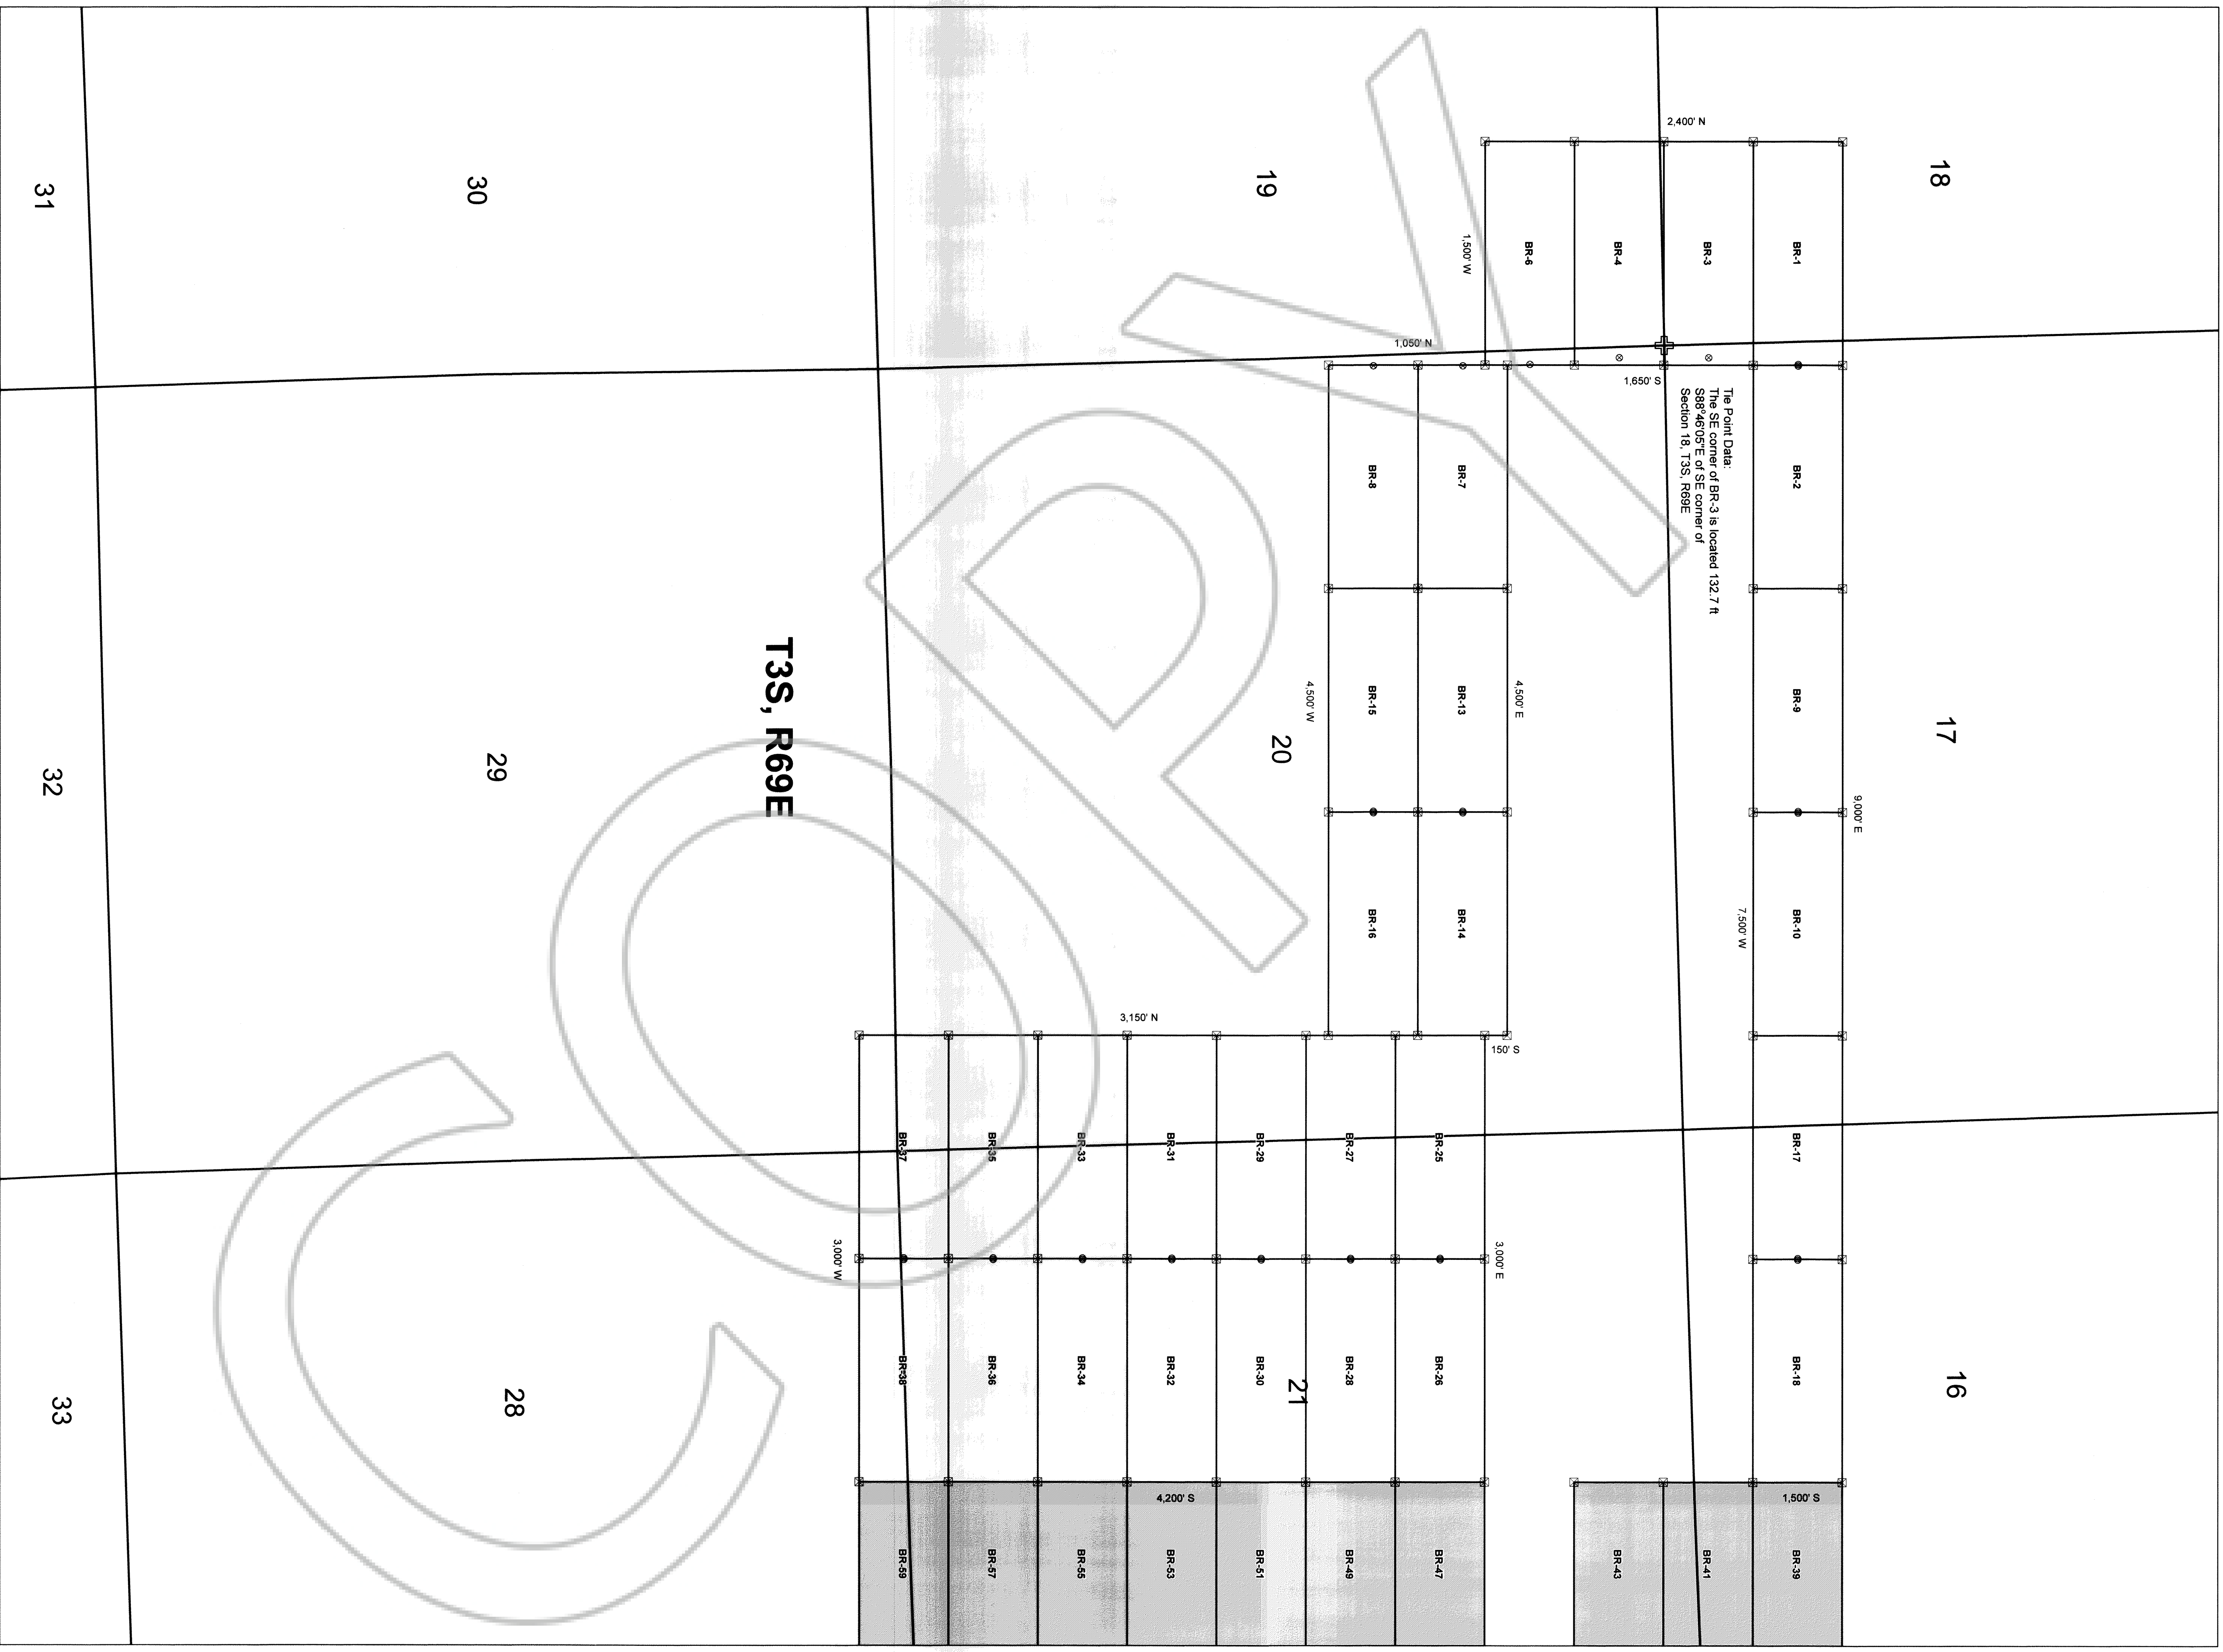 18
17
16
2,400' N
BR-1
BR-2
BR-9
BR-10
BR-17
BR-18
BR-39
9,000' E
7,500' W
1,500' S
BR-3
BR-4
BR-6
BR-41
BR-43
1,500' W
1,650' S
1,050' N
Tie Point Data:
The SE corner of BR-3 is located 132.7 ft
S88°46'05"E of SE corner of
Section 18, T3S, R69E
19
20
21
4,500' E
BR-7
BR-13
BR-14
BR-8
BR-15
BR-16
4,500' W
150' S
3,150' N
3,000' E
BR-25
BR-26
BR-47
BR-27
BR-28
BR-49
BR-29
BR-30
BR-51
BR-31
BR-32
BR-53
BR-33
BR-34
BR-55
BR-35
BR-36
BR-57
BR-37
BR-38
BR-59
3,000' W
4,200' S
T3S, R69E
30
29
28
31
32
33
COPY